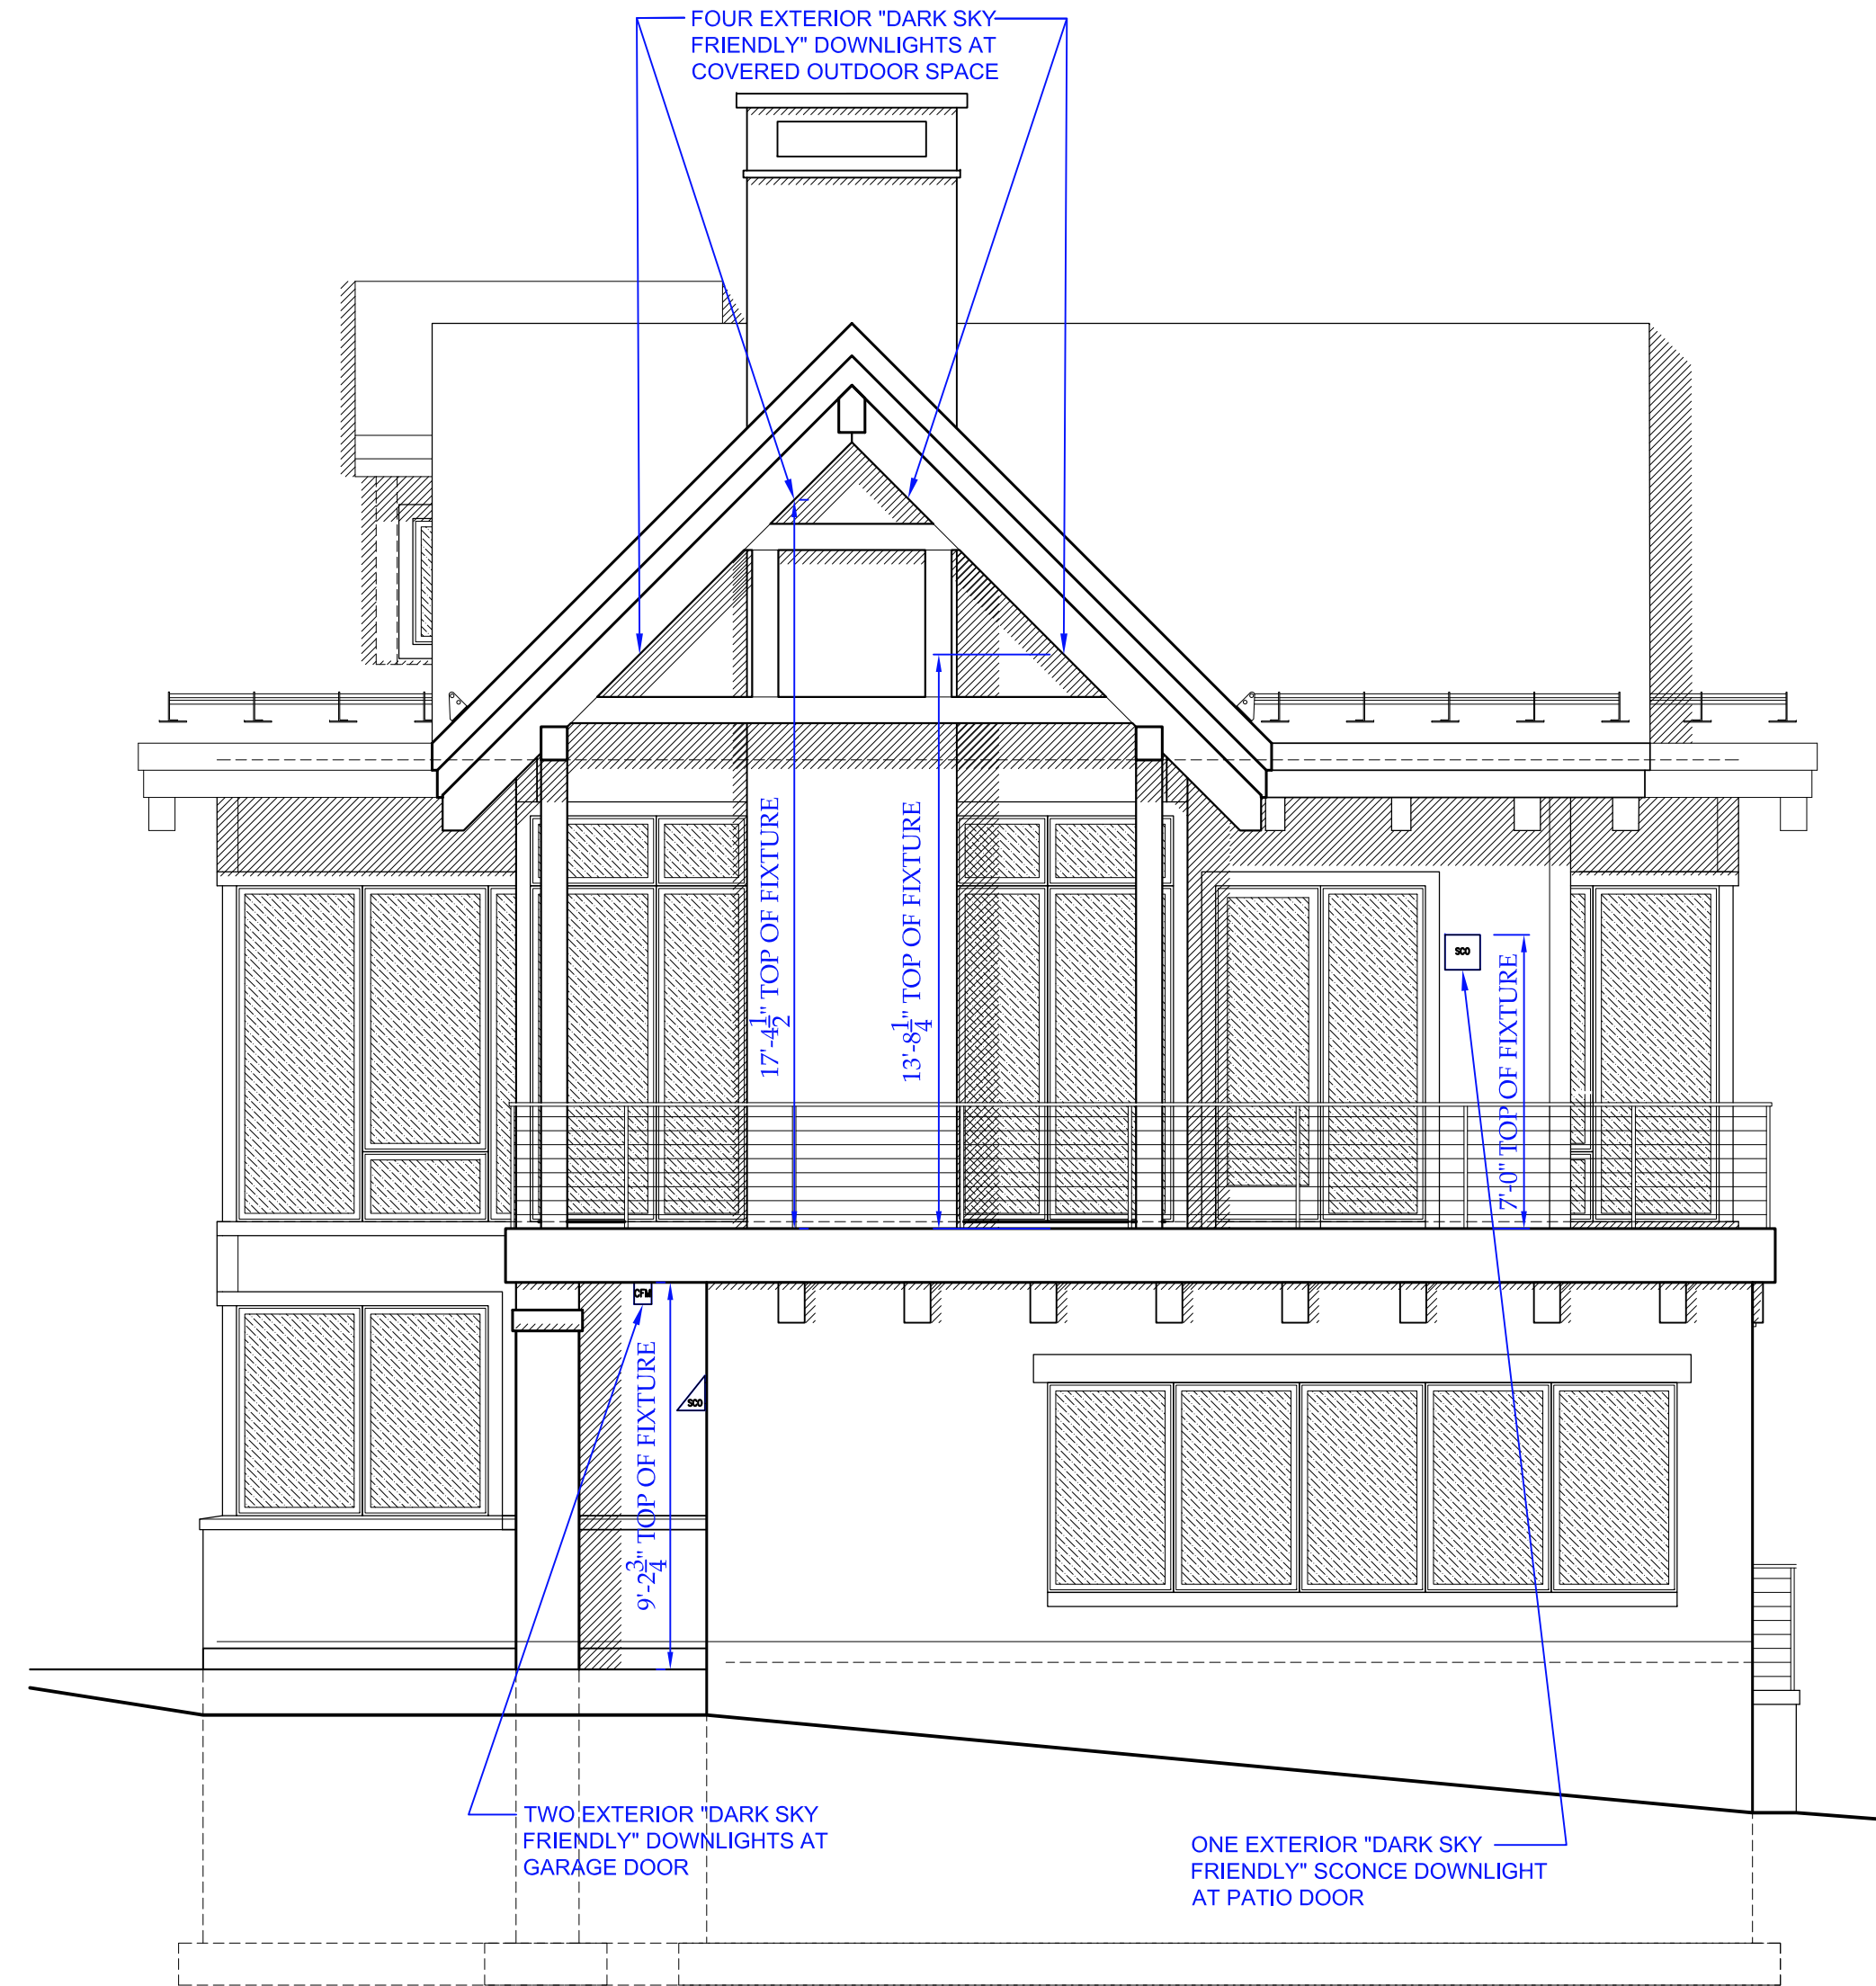 FOUR EXTERIOR "DARK SKY
FRIENDLY" DOWNLIGHTS AT
COVERED OUTDOOR SPACE
17'-4 1/2" TOP OF FIXTURE
13'-8 1/4" TOP OF FIXTURE
SCO
7'-0" TOP OF FIXTURE
CFM
SCO
9'-2 3/4" TOP OF FIXTURE
TWO EXTERIOR "DARK SKY
FRIENDLY" DOWNLIGHTS AT
GARAGE DOOR
ONE EXTERIOR "DARK SKY
FRIENDLY" SCONCE DOWNLIGHT
AT PATIO DOOR